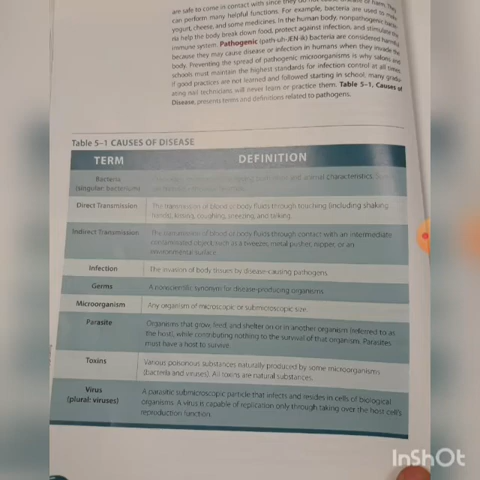 are safe to come in contact with since they do not
can perform many helpful functions. For example, bacteria are used to make
yogurt, cheese, and some medicines. In the human body, nonpathogenic
ria help the body break down food, protect against infection, and stimulate the
immune system. Pathogenic (path-uh-JEN-ik) bacteria are considered harmful
because they may cause disease or infection in humans when they invade the
body. Preventing the spread of pathogenic microorganisms is why salons and
schools must maintain the highest standards for infection control at all times.
If good practices are not learned and followed starting in school, many gradu-
ating nail technicians will never learn or practice them. Table 5–1, Causes of
Disease, presents terms and definitions related to pathogens.
Table 5–1 CAUSES OF DISEASE
TERM DEFINITION
Bacteria
(singular: bacterium)
and animal characteristics.
Direct Transmission The transmission of blood or body fluids through touching (including shaking
hands), kissing, coughing, sneezing, and talking.
Indirect Transmission The transmission of blood or body fluids through contact with an intermediate
contaminated object, such as a tweezer, metal pusher, nipper, or an
environmental surface.
Infection The invasion of body tissues by disease-causing pathogens.
Germs A nonscientific synonym for disease-producing organisms.
Microorganism Any organism of microscopic or submicroscopic size.
Parasite Organisms that grow, feed, and shelter on or in another organism (referred to as
the host), while contributing nothing to the survival of that organism. Parasites
must have a host to survive.
Toxins Various poisonous substances naturally produced by some microorganisms
(bacteria and viruses). All toxins are natural substances.
Virus A parasitic submicroscopic particle that infects and resides in cells of biological
(plural: viruses) organisms. A virus is capable of replication only through taking over the host cell's
reproduction function.
InShOt